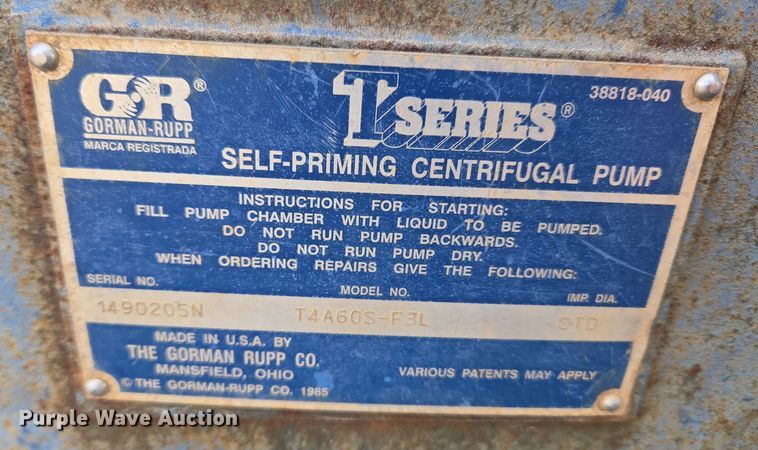 GR®
GORMAN-RUPP
MARCA REGISTRADA
T SERIES®
38818-040
SELF-PRIMING CENTRIFUGAL PUMP
INSTRUCTIONS FOR STARTING:
FILL PUMP CHAMBER WITH LIQUID TO BE PUMPED.
DO NOT RUN PUMP BACKWARDS.
DO NOT RUN PUMP DRY.
WHEN ORDERING REPAIRS GIVE THE FOLLOWING:
SERIAL NO. MODEL NO. IMP. DIA.
1490205N T4A60S-F3L STD
MADE IN U.S.A. BY
THE GORMAN RUPP CO.
MANSFIELD, OHIO
VARIOUS PATENTS MAY APPLY
© THE GORMAN-RUPP CO. 1985
Purple Wave Auction